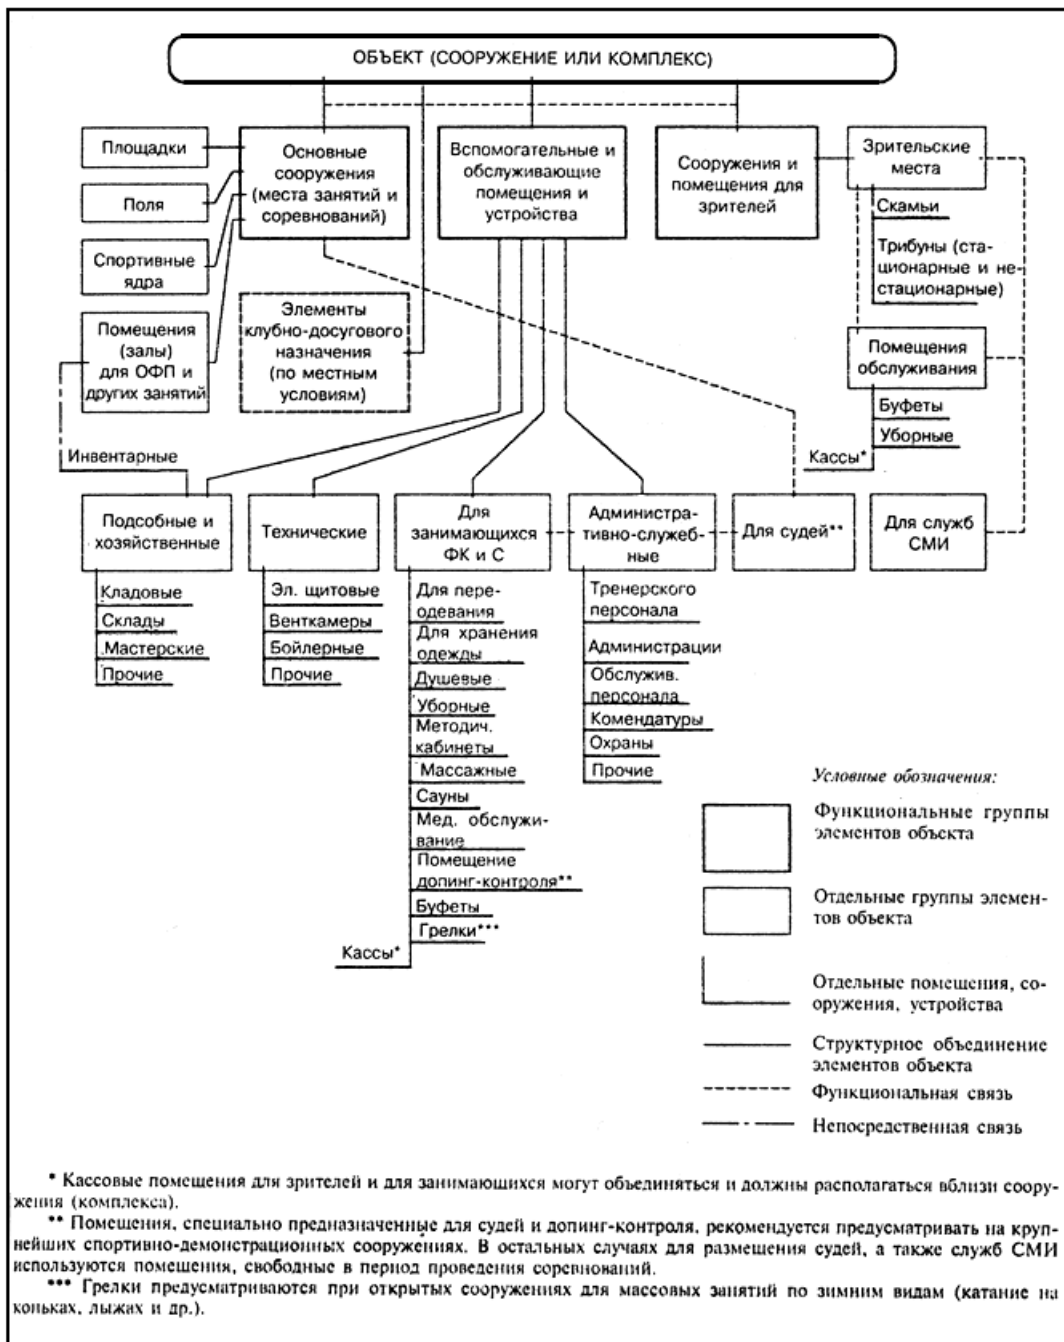 ОБЪЕКТ (СООРУЖЕНИЕ ИЛИ КОМПЛЕКС)
Площадки
Поля
Спортивные
ядра
Помещения
(залы)
для ОФП и
других занятий
Инвентарные
Основные
сооружения
(места занятий и
соревнований)
Элементы
клубно-досугового
назначения
(по местным
условиям)
Вспомогательные и
обслуживающие
помещения и
устройства
Сооружения и
помещения для
зрителей
Зрительские
места
Скамьи
Трибуны (ста-
ционарные и не-
стационарные)
Помещения
обслуживания
Буфеты
Уборные
Кассы*
Подсобные и
хозяйственные
Кладовые
Склады
Мастерские
Прочие
Технические
Эл. щитовые
Венткамеры
Бойлерные
Прочие
Для
занимающихся
ФК и С
Для пере-
одевания
Для хранения
одежды
Душевые
Уборные
Методич.
кабинеты
Массажные
Сауны
Мед. обслужи-
вание
Помещение
допинг-контроля**
Буфеты
Грелки***
Кассы*
Административ-
тивно-служеб-
ные
Тренерского
персонала
Администрации
Обслужив.
персонала
Комендатуры
Охраны
Прочие
Для судей**
Для служб
СМИ
Условные обозначения:
Функциональные группы
элементов объекта
Отдельные группы элемен-
тов объекта
Отдельные помещения, со-
оружения, устройства
Структурное объединение
элементов объекта
Функциональная связь
Непосредственная связь
* Кассовые помещения для зрителей и для занимающихся могут объединяться и должны располагаться вблизи соору-
жения (комплекса).
** Помещения, специально предназначенные для судей и допинг-контроля, рекомендуется предусматривать на круп-
нейших спортивно-демонстрационных сооружениях. В остальных случаях для размещения судей, а также служб СМИ
используются помещения, свободные в период проведения соревнований.
*** Грелки предусматриваются при открытых сооружениях для массовых занятий по зимним видам (катание на
коньках, лыжах и др.).